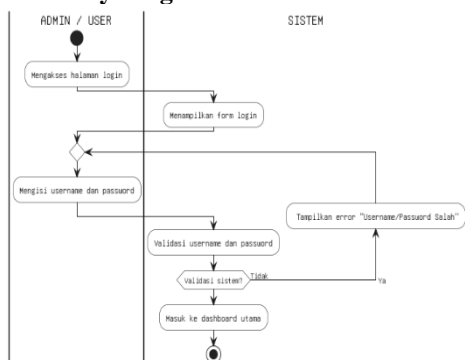 ADMIN / USER
SISTEM
Mengakses halaman login
Menampilkan form login
Mengisi username dan password
Tampilkan error "Username/Password Salah"
Validasi username dan password
Validasi sistem?
Tidak
Ya
Masuk ke dashboard utama